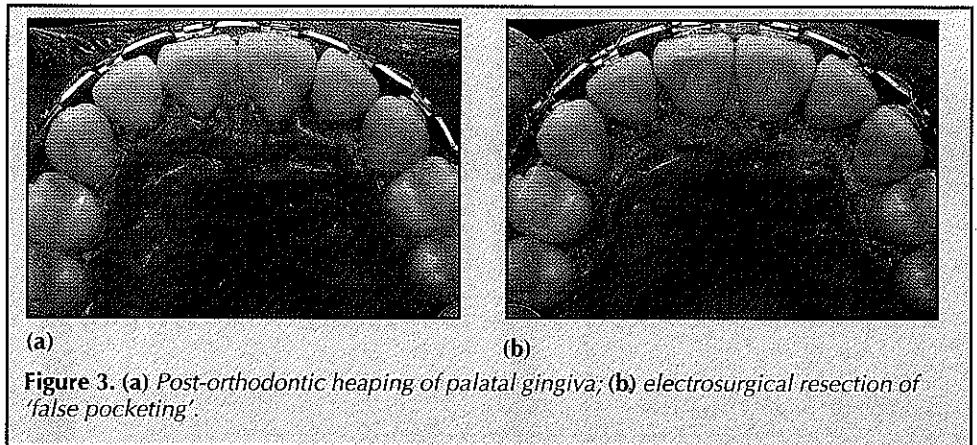 (a)
(b)
Figure 3. (a) Post-orthodontic heaping of palatal gingiva; (b) electrosurgical resection of
'false pocketing'.